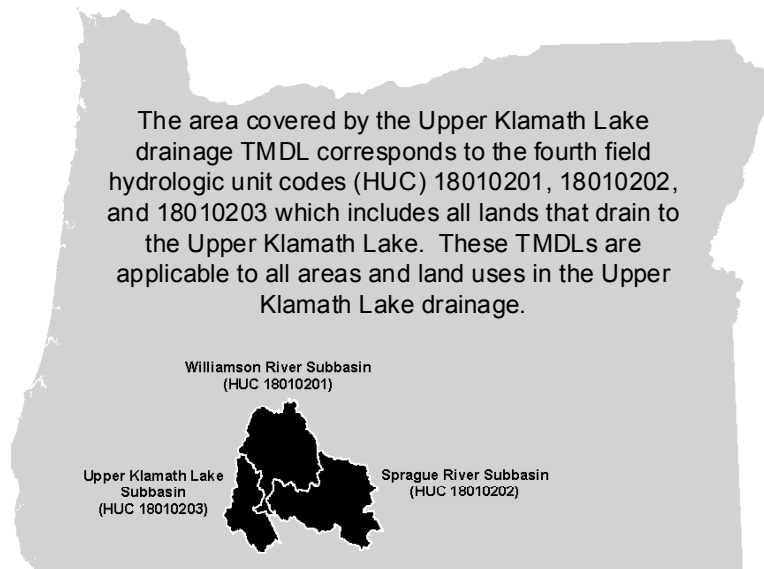 The area covered by the Upper Klamath Lake
drainage TMDL corresponds to the fourth field
hydrologic unit codes (HUC) 18010201, 18010202,
and 18010203 which includes all lands that drain to
the Upper Klamath Lake.  These TMDLs are
applicable to all areas and land uses in the Upper
Klamath Lake drainage.
Williamson River Subbasin
(HUC 18010201)
Upper Klamath Lake
Subbasin
(HUC 18010203)
Sprague River Subbasin
(HUC 18010202)